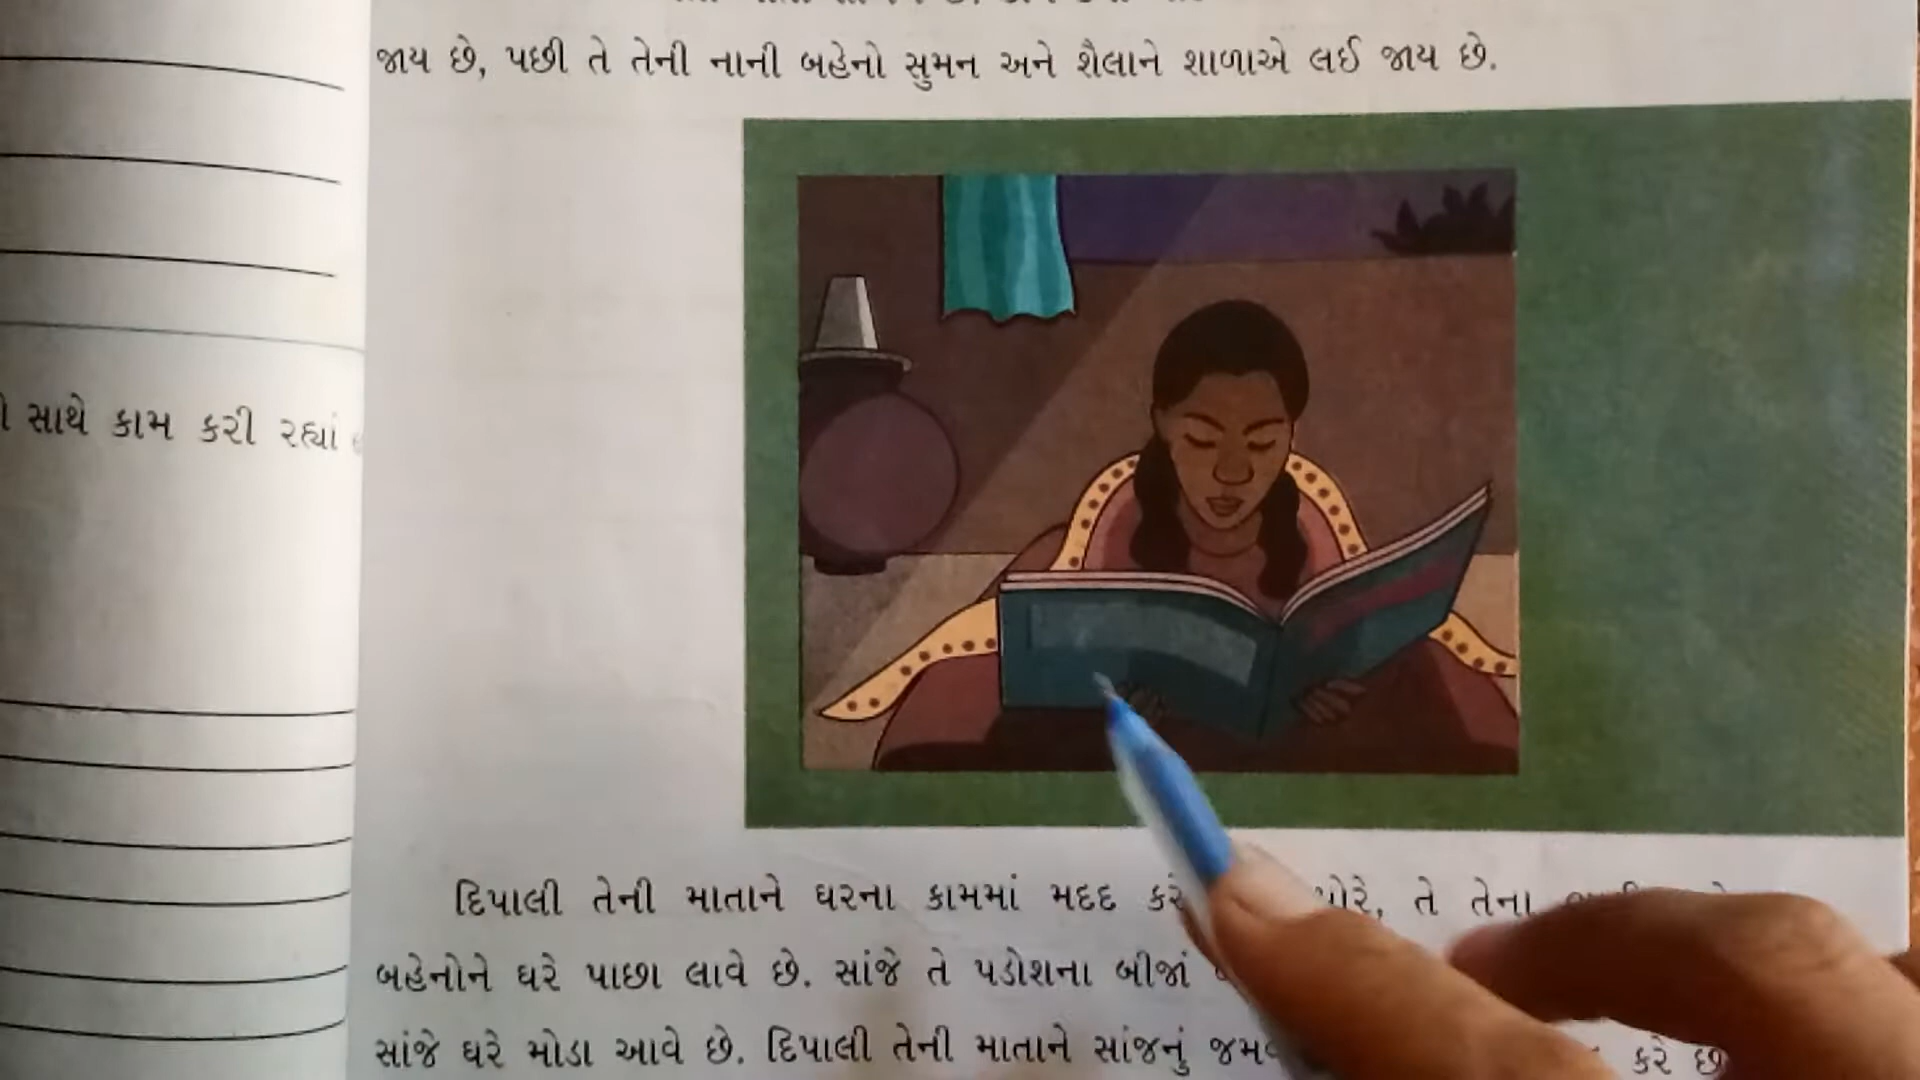 જાય છે, પછી તે તેની નાની બહેનો સુમન અને શૈલાને શાળાએ લઈ જાય છે.
સાથે કામ કરી રહ્યાં
દિપાલી તેની માતાને ઘરના કામમાં મદદ કરે તે તેના
બહેનોને ઘરે પાછા લાવે છે. સાંજે તે પડોશના બીજાં
સાંજે ઘરે મોડા આવે છે. દિપાલી તેની માતાને સાંજનું કરે છે